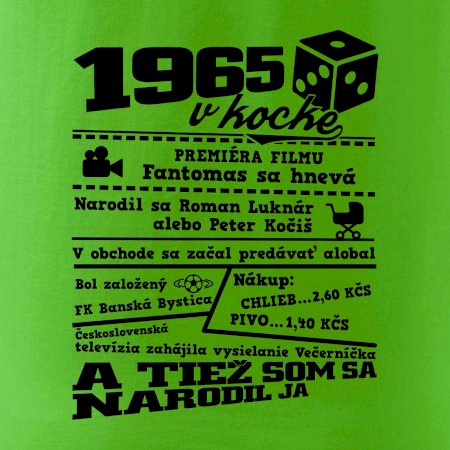 1965
v kocke
PREMIÉRA FILMU
Fantomas sa hnevá
Narodil sa Roman Luknár
alebo Peter Kočiš
V obchode sa začal predávať alobal
Bol založený
FK Banská Bystica
Nákup:
CHLIEB...2,60 KČS
PIVO...1,40 KČS
Československá
televízia zahájila vysielanie Večerníčka
A TIEŽ SOM SA
NARODIL JA